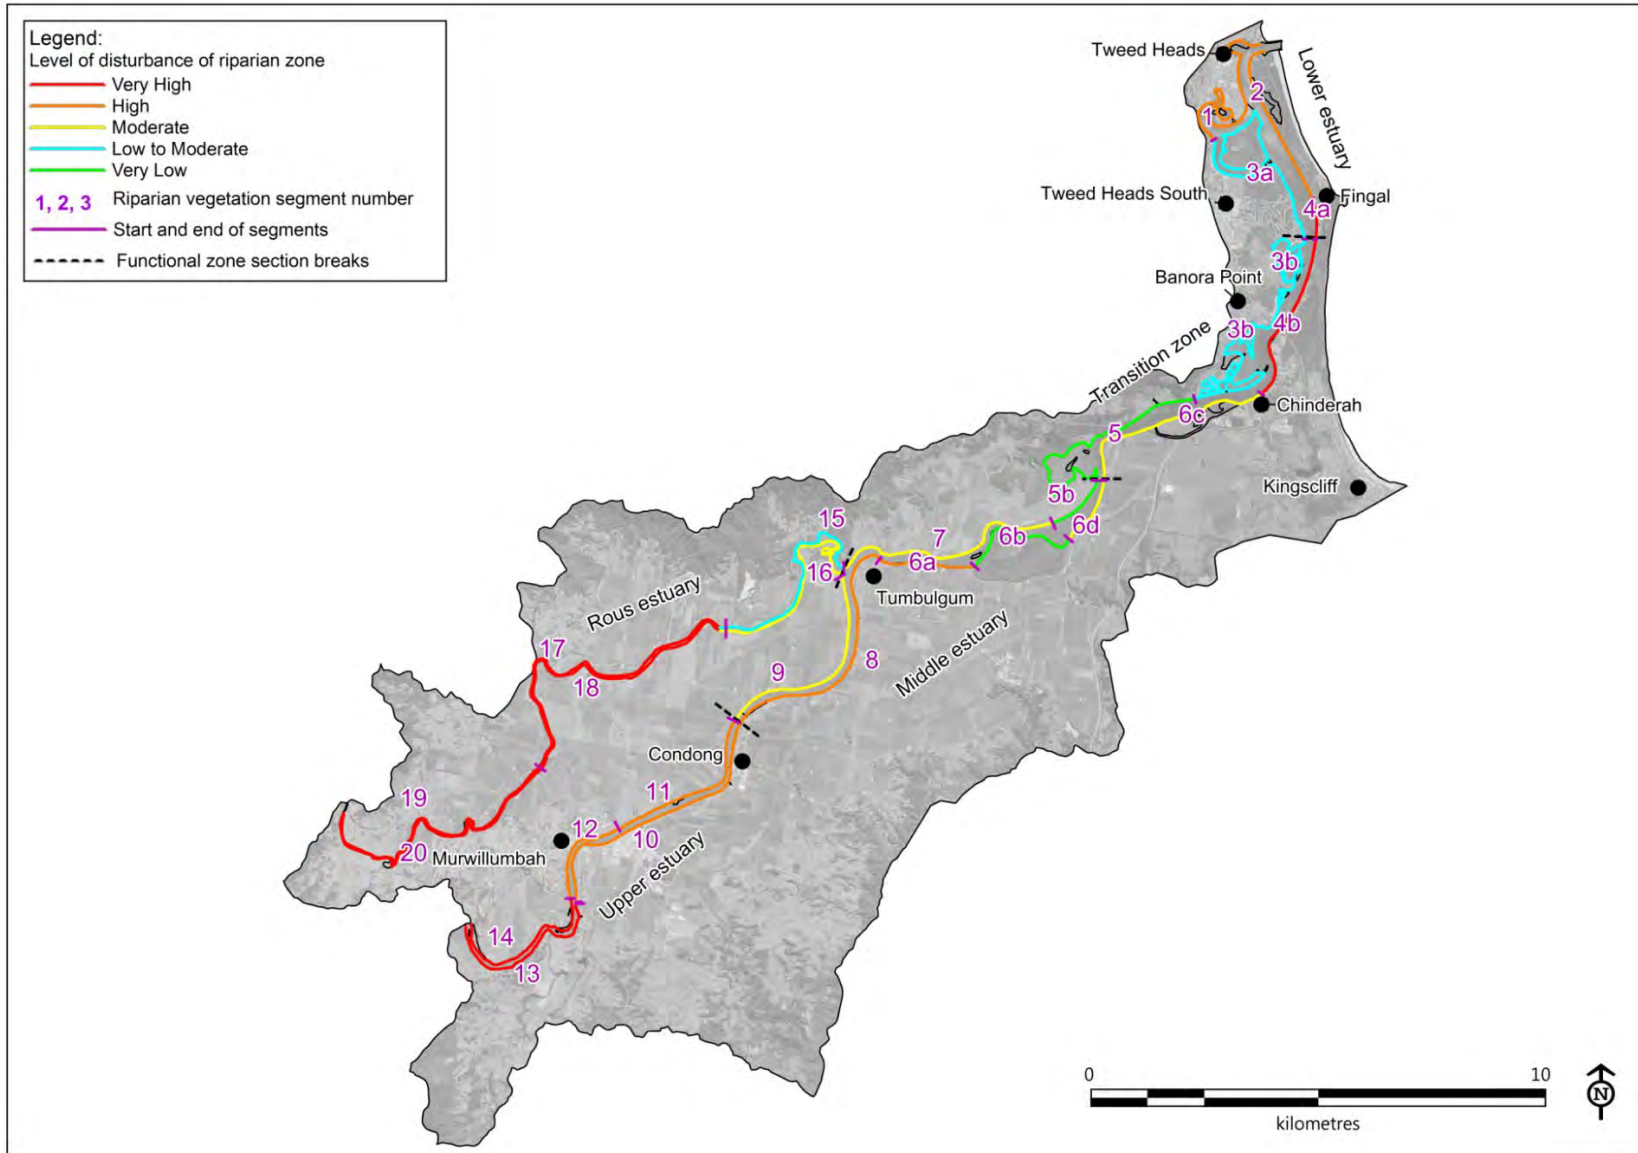 Legend:
Level of disturbance of riparian zone
Very High
High
Moderate
Low to Moderate
Very Low
1, 2, 3 Riparian vegetation segment number
Start and end of segments
Functional zone section breaks
Tweed Heads
Lower estuary
2
1
3a
Tweed Heads South
Fingal
4a
3b
Banora Point
4b
3b
Transition zone
Chinderah
6c
5
Kingscliff
5b
15
7
6b
6d
16
6a
Tumbulgum
Rous estuary
17
18
8
9
Middle estuary
Condong
19
11
12
10
20
Murwillumbah
Upper estuary
14
13
0 10
kilometres
N